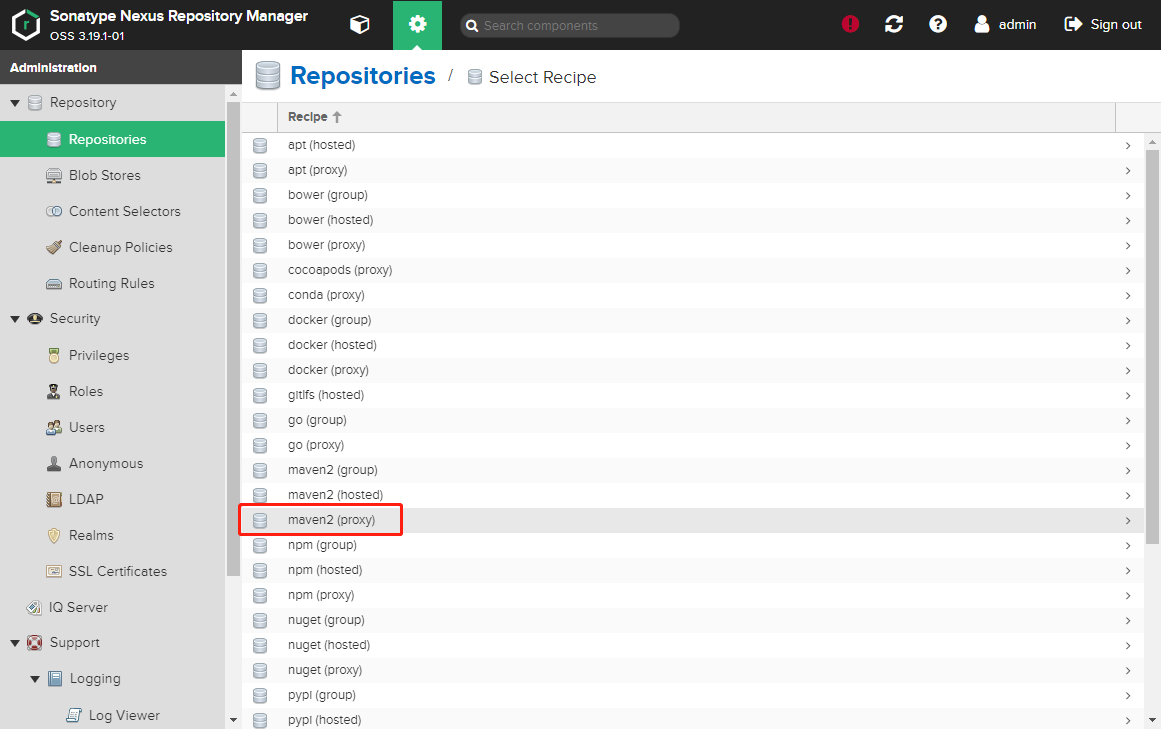 Sonatype Nexus Repository Manager
OSS 3.19.1-01
Search components
admin
Sign out
Administration
Repository
Repositories
Blob Stores
Content Selectors
Cleanup Policies
Routing Rules
Security
Privileges
Roles
Users
Anonymous
LDAP
Realms
SSL Certificates
IQ Server
Support
Logging
Log Viewer
Repositories / Select Recipe
Recipe
apt (hosted)
apt (proxy)
bower (group)
bower (hosted)
bower (proxy)
cocoapods (proxy)
conda (proxy)
docker (group)
docker (hosted)
docker (proxy)
gitlfs (hosted)
go (group)
go (proxy)
maven2 (group)
maven2 (hosted)
maven2 (proxy)
npm (group)
npm (hosted)
npm (proxy)
nuget (group)
nuget (hosted)
nuget (proxy)
pypi (group)
pypi (hosted)